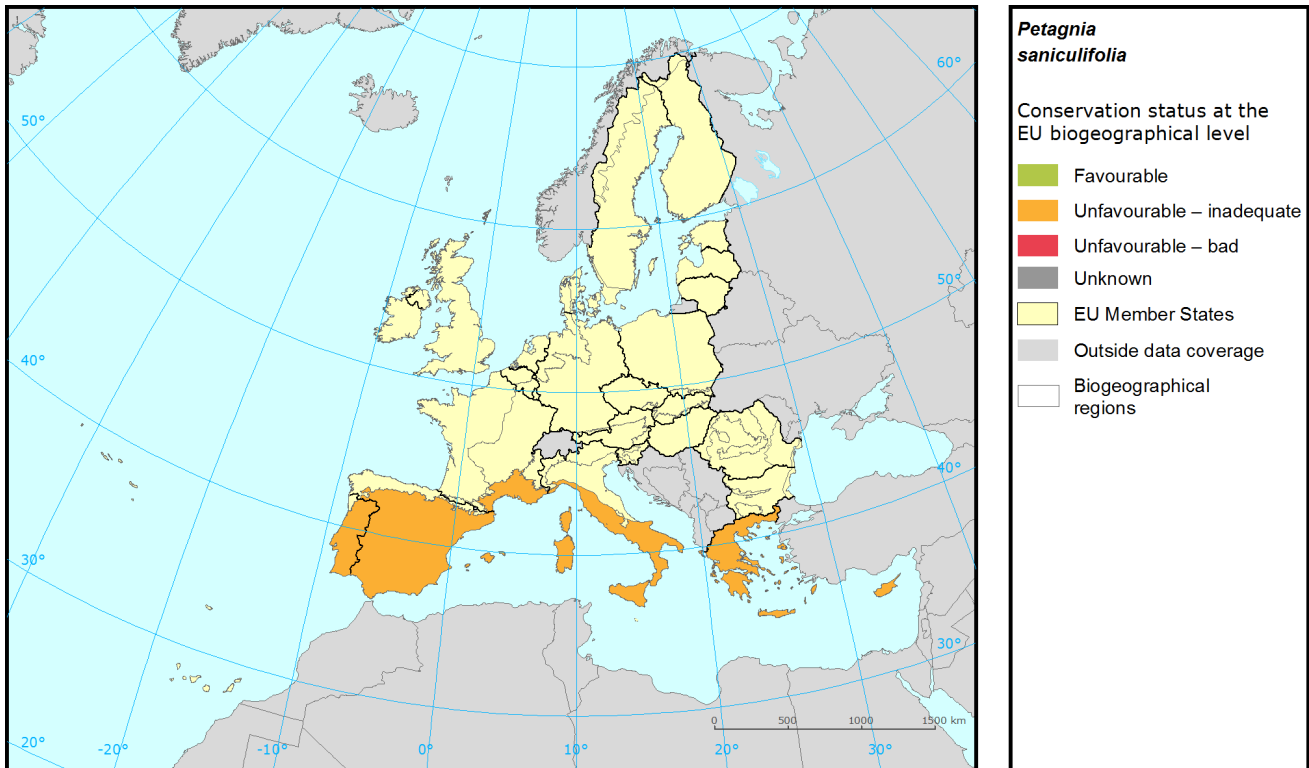 Petagnia
saniculifolia
Conservation status at the
EU biogeographical level
Favourable
Unfavourable – inadequate
Unfavourable – bad
Unknown
EU Member States
Outside data coverage
Biogeographical
regions
60°
50°
50°
40°
40°
30°
30°
20°
-20°
-10°
0°
10°
20°
30°
0
500
1000
1500 km